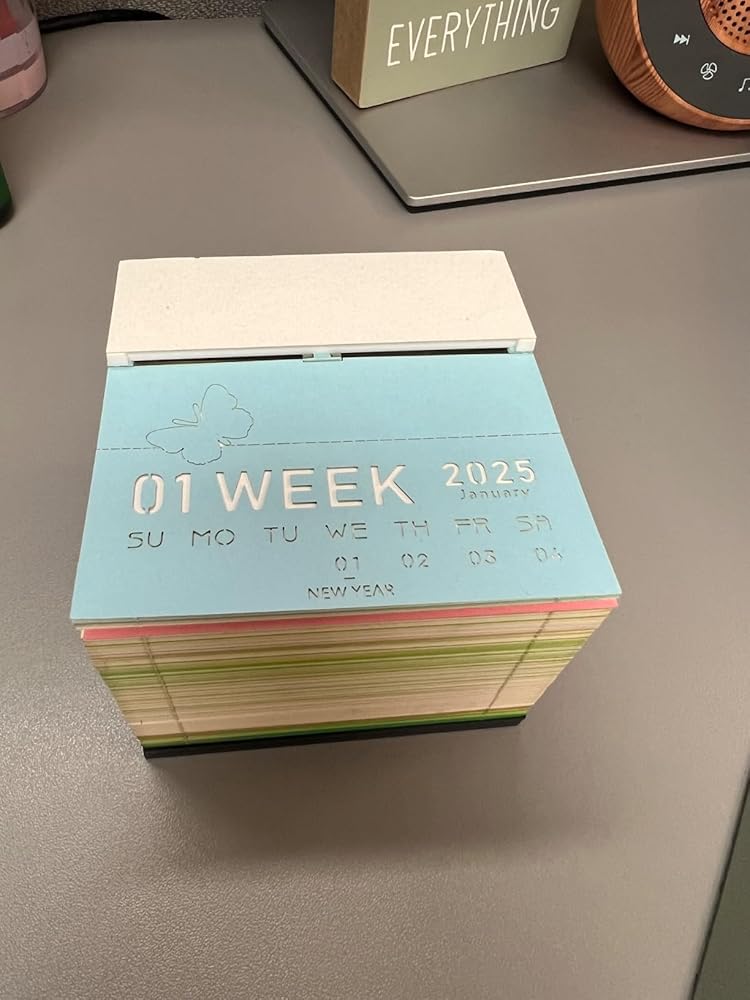 EVERYTHING
01 WEEK 2025
January
SU MO TU WE TH FR SA
01 02 03 04
NEW YEAR